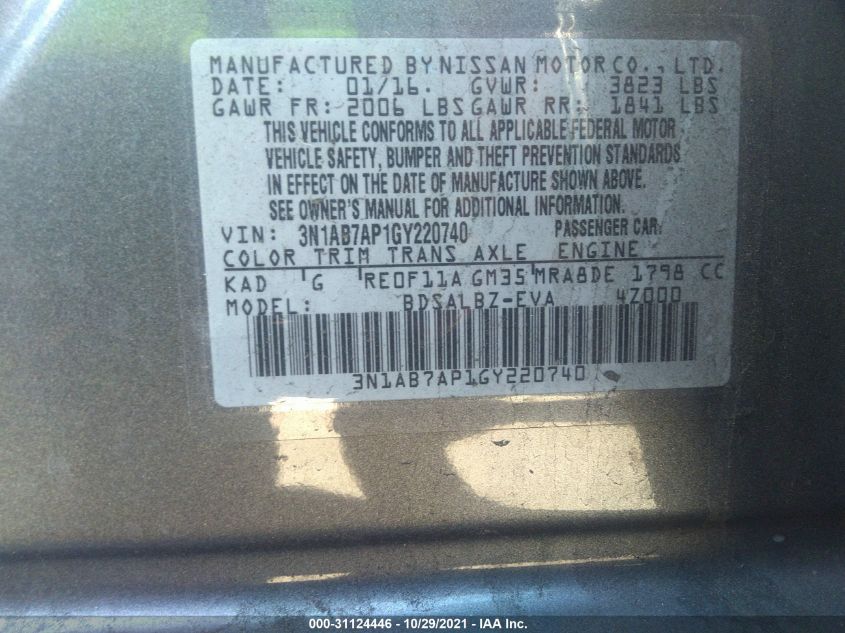 MANUFACTURED BY NISSAN MOTOR CO., LTD.
DATE: 01/16. GVWR: 3823 LBS
GAWR FR: 2006 LBS GAWR RR: 1841 LBS
THIS VEHICLE CONFORMS TO ALL APPLICABLE FEDERAL MOTOR
VEHICLE SAFETY, BUMPER AND THEFT PREVENTION STANDARDS
IN EFFECT ON THE DATE OF MANUFACTURE SHOWN ABOVE.
SEE OWNER'S MANUAL FOR ADDITIONAL INFORMATION.
VIN: 3N1AB7AP1GY220740 PASSENGER CAR.
COLOR TRIM TRANS AXLE ENGINE
KAD G RE0F11A GM35 MRA8DE 1798 CC
MODEL: BDSALBZ-EVA 4Z000
3N1AB7AP1GY220740
000-31124446 - 10/29/2021 - IAA Inc.